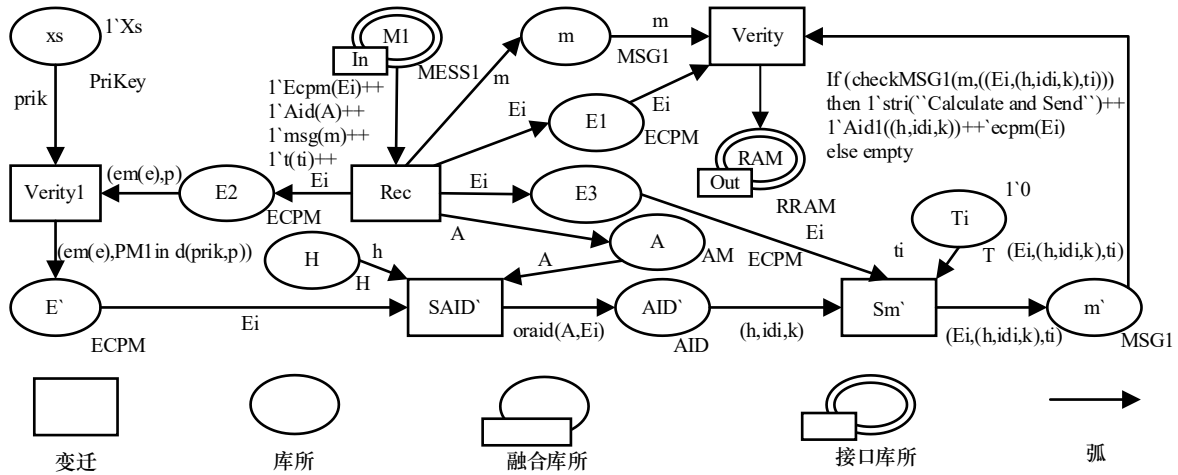 xs
1`Xs
PriKey
prik
M1
In
MESS1
1`Ecpm(Ei)++
1`Aid(A)++
1`msg(m)++
1`t(ti)++
m
m
MSG1
m
Verity
Ei
E1
Ei
ECPM
If (checkMSG1(m,((Ei,(h,idi,k),ti)))
then 1`stri(``Calculate and Send``)++
1`Aid1((h,idi,k))++`ecpm(Ei)
else empty
RAM
Out
RRAM
Verity1
(em(e),p)
E2
ECPM
Ei
Rec
Ei
E3
Ei
ECPM
A
A
AM
A
1`0
Ti
T
ti
(Ei,(h,idi,k),ti)
(em(e),PM1in d(prik,p))
H
h
H
E`
ECPM
Ei
SAID`
oraid(A,Ei)
AID`
AID
(h,idi,k)
Sm`
(Ei,(h,idi,k),ti)
m`
MSG1
变迁
库所
融合库所
接口库所
弧